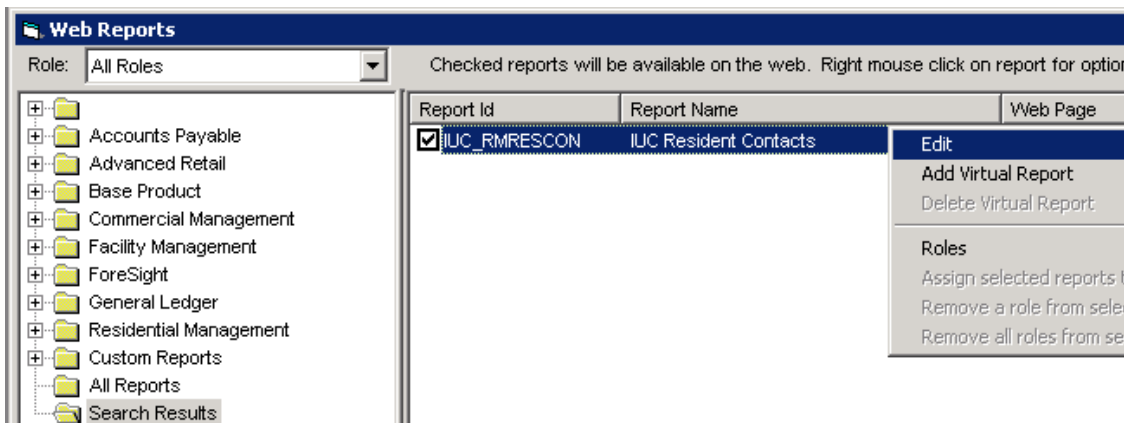 Web Reports
Role: All Roles
Checked reports will be available on the web. Right mouse click on report for
Accounts Payable
Advanced Retail
Base Product
Commercial Management
Facility Management
ForeSight
General Ledger
Residential Management
Custom Reports
All Reports
Search Results
Report Id Report Name Web Page
IUC_RMRESCON IUC Resident Contacts
Edit
Add Virtual Report
Delete Virtual Report
Roles
Assign selected reports
Remove a role from
Remove all roles from